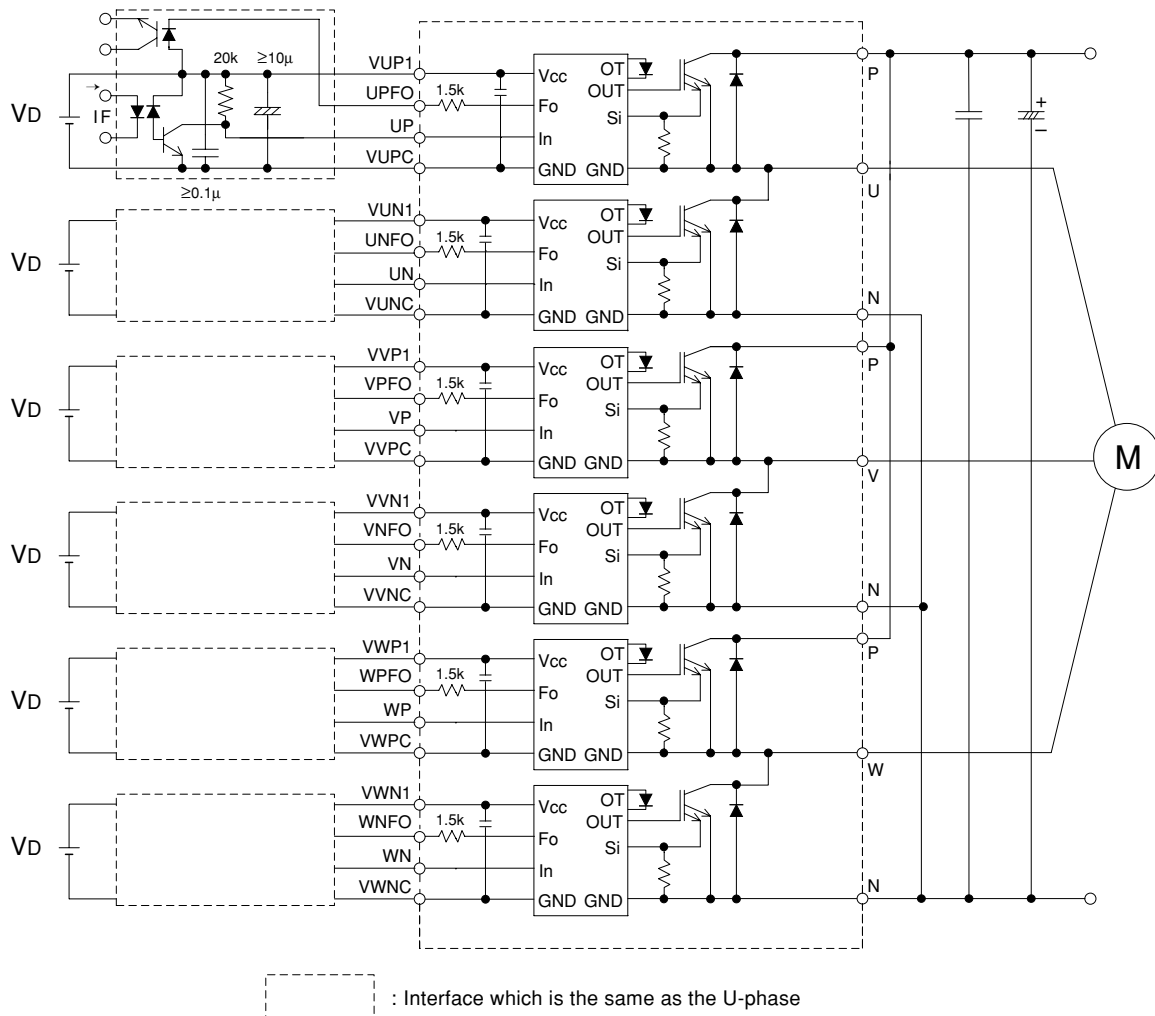 20k
≥10μ
VD
IF
≥0.1μ
VUP1
UPFO
1.5k
UP
VUPC
Vcc
Fo
In
GND
GND
OT
OUT
Si
P
U
+
–
VD
VUN1
UNFO
1.5k
UN
VUNC
Vcc
Fo
In
GND
GND
OT
OUT
Si
N
VD
VVP1
VPFO
1.5k
VP
VVPC
Vcc
Fo
In
GND
GND
OT
OUT
Si
P
V
M
VD
VVN1
VNFO
1.5k
VN
VVNC
Vcc
Fo
In
GND
GND
OT
OUT
Si
N
VD
VWP1
WPFO
1.5k
WP
VWPC
Vcc
Fo
In
GND
GND
OT
OUT
Si
P
W
VD
VWN1
WNFO
1.5k
WN
VWNC
Vcc
Fo
In
GND
GND
OT
OUT
Si
N
: Interface which is the same as the U-phase